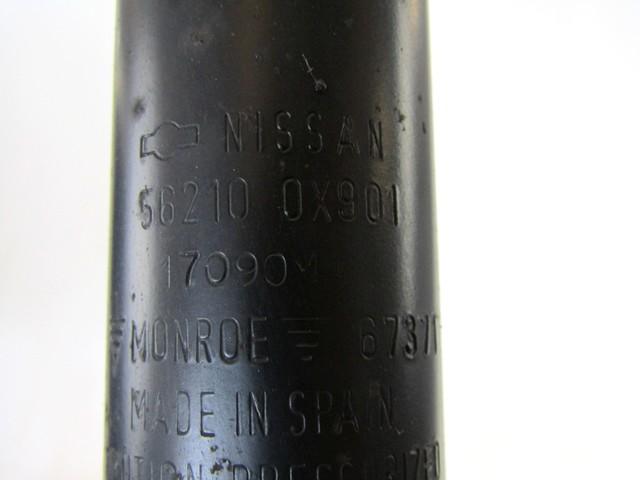 NISSAN
56210 0X901
17090M
MONROE 6737
MADE IN SPAIN